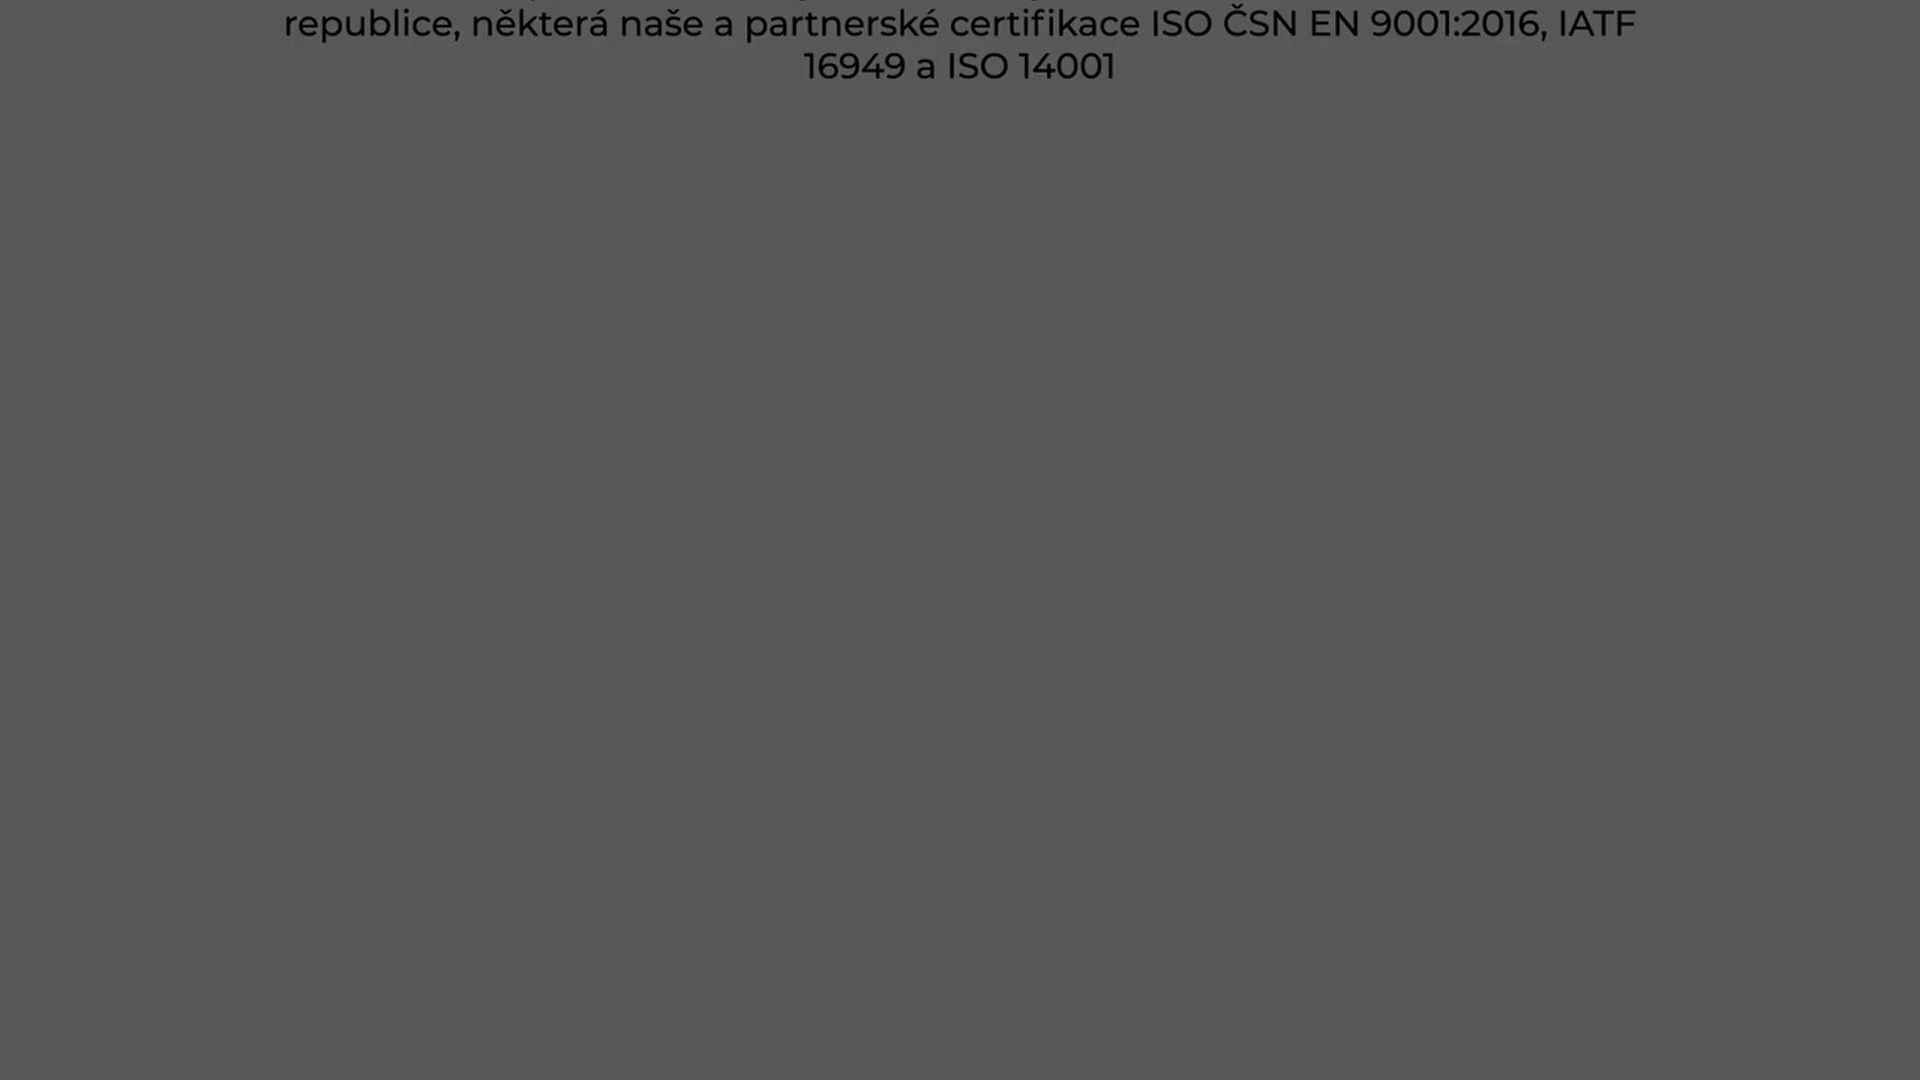 republice, některá naše a partnerské certifikace ISO ČSN EN 9001:2016, IATF
16949 a ISO 14001